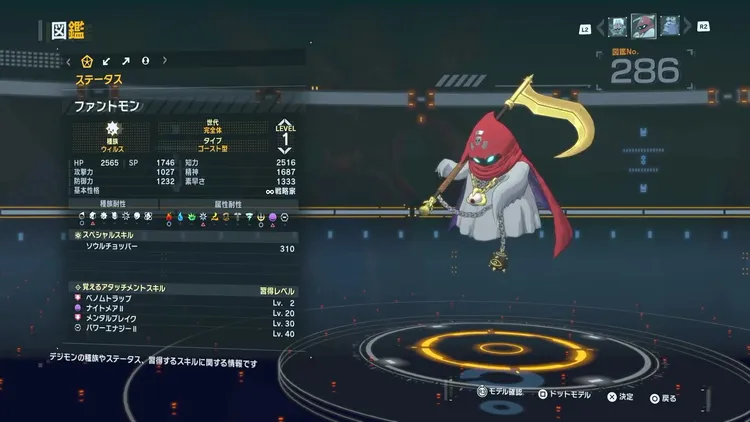 図鑑
L2
R2
図鑑No.
286
ステータス
ファントモン
種族
ウィルス
世代
完全体
タイプ
ゴースト型
LEVEL
1
HP 2565 SP 1746 知力 2516
攻撃力 1027 精神 1687
防御力 1232 素早さ 1333
基本性格 ∞戦略家
種族耐性 属性耐性
スペシャルスキル
ソウルチョッパー 310
覚えるアタッチメントスキル 習得レベル
ベノムトラップ Lv. 2
ナイトメアⅡ Lv. 20
メンタルブレイク Lv. 30
パワーエナジーⅡ Lv. 40
デジモンの種族やステータス、習得するスキルに関する情報です
R3 モデル確認 ドットモデル 決定 戻る